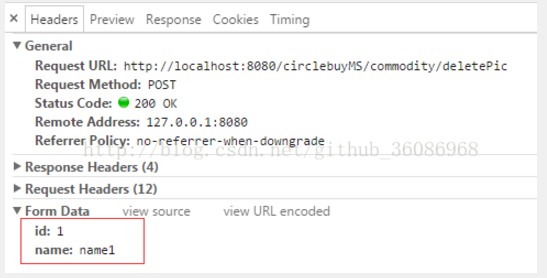 × Headers Preview Response Cookies Timing
▼ General
Request URL: http://localhost:8080/circlebuyMS/commodity/deletePic
Request Method: POST
Status Code: 200 OK
Remote Address: 127.0.0.1:8080
Referrer Policy: no-referrer-when-downgrade
http://blog.csdn.net/github_36086968
▶ Response Headers (4)
▶ Request Headers (12)
▼ Form Data view source view URL encoded
id: 1
name: name1